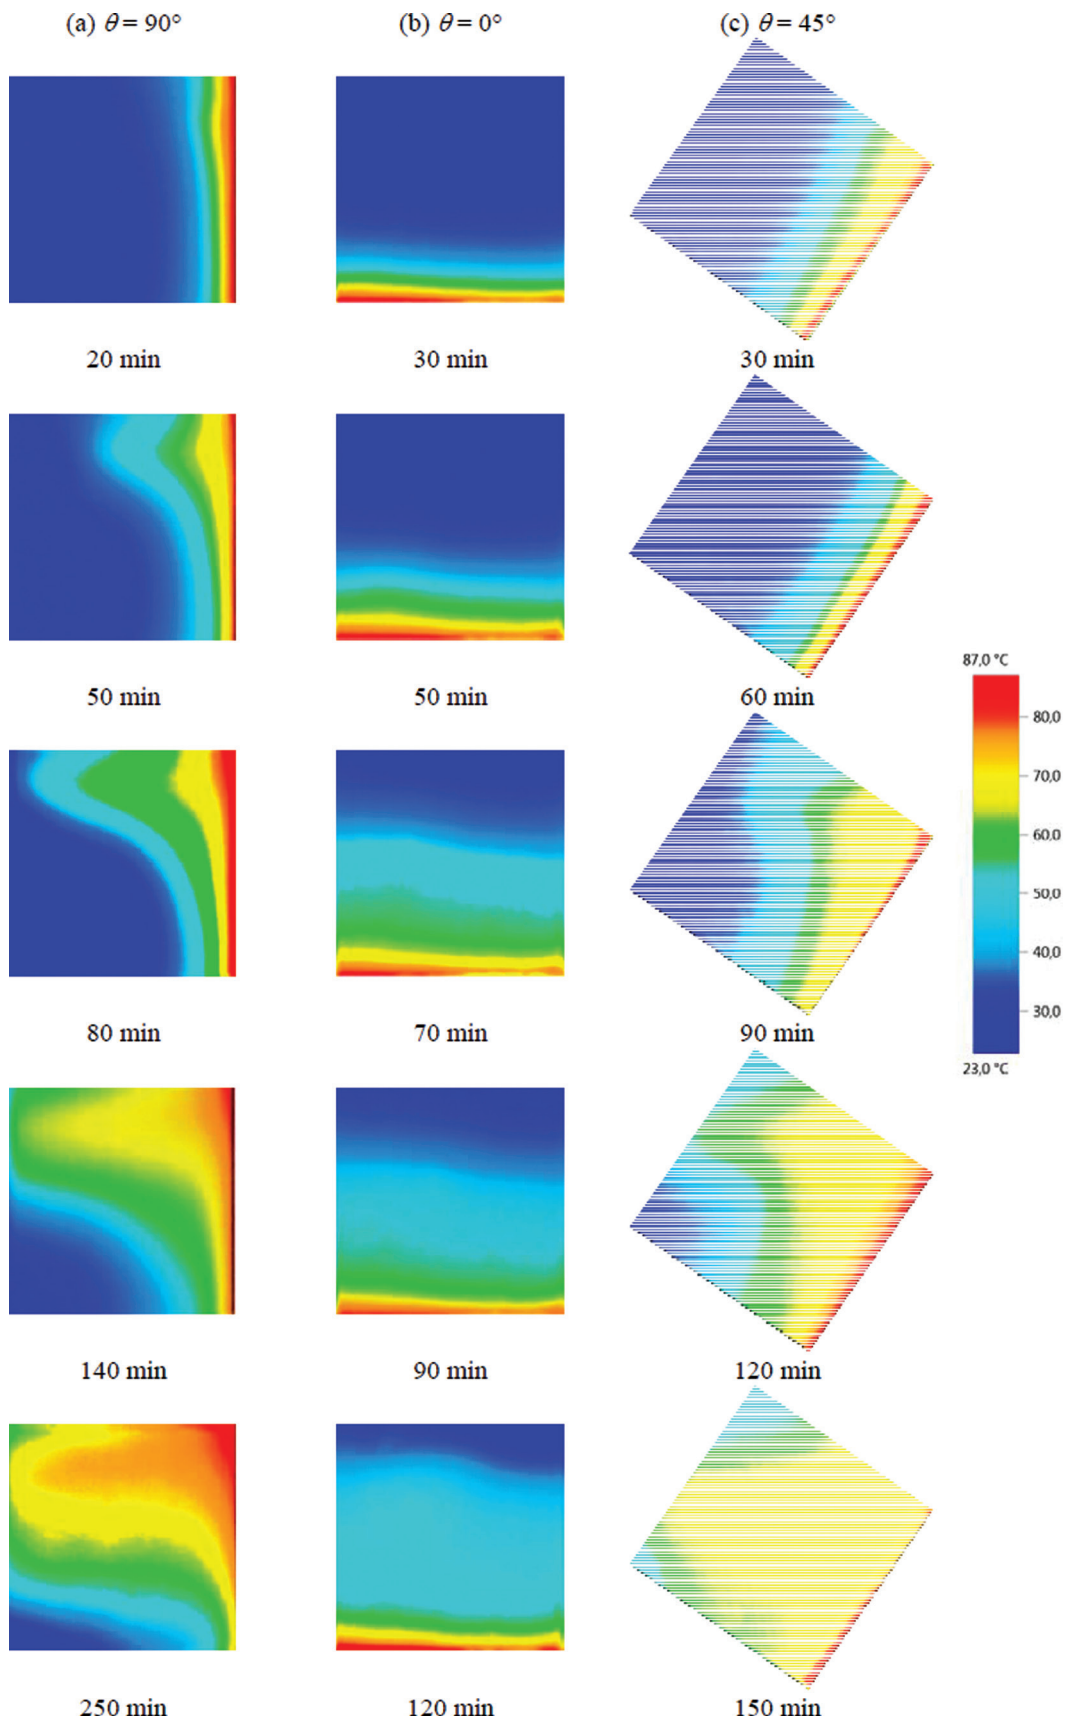 (a) θ = 90°
(b) θ = 0°
(c) θ = 45°
20 min
30 min
30 min
50 min
50 min
60 min
87,0 °C
80,0
70,0
60,0
50,0
40,0
30,0
23,0 °C
80 min
70 min
90 min
140 min
90 min
120 min
250 min
120 min
150 min